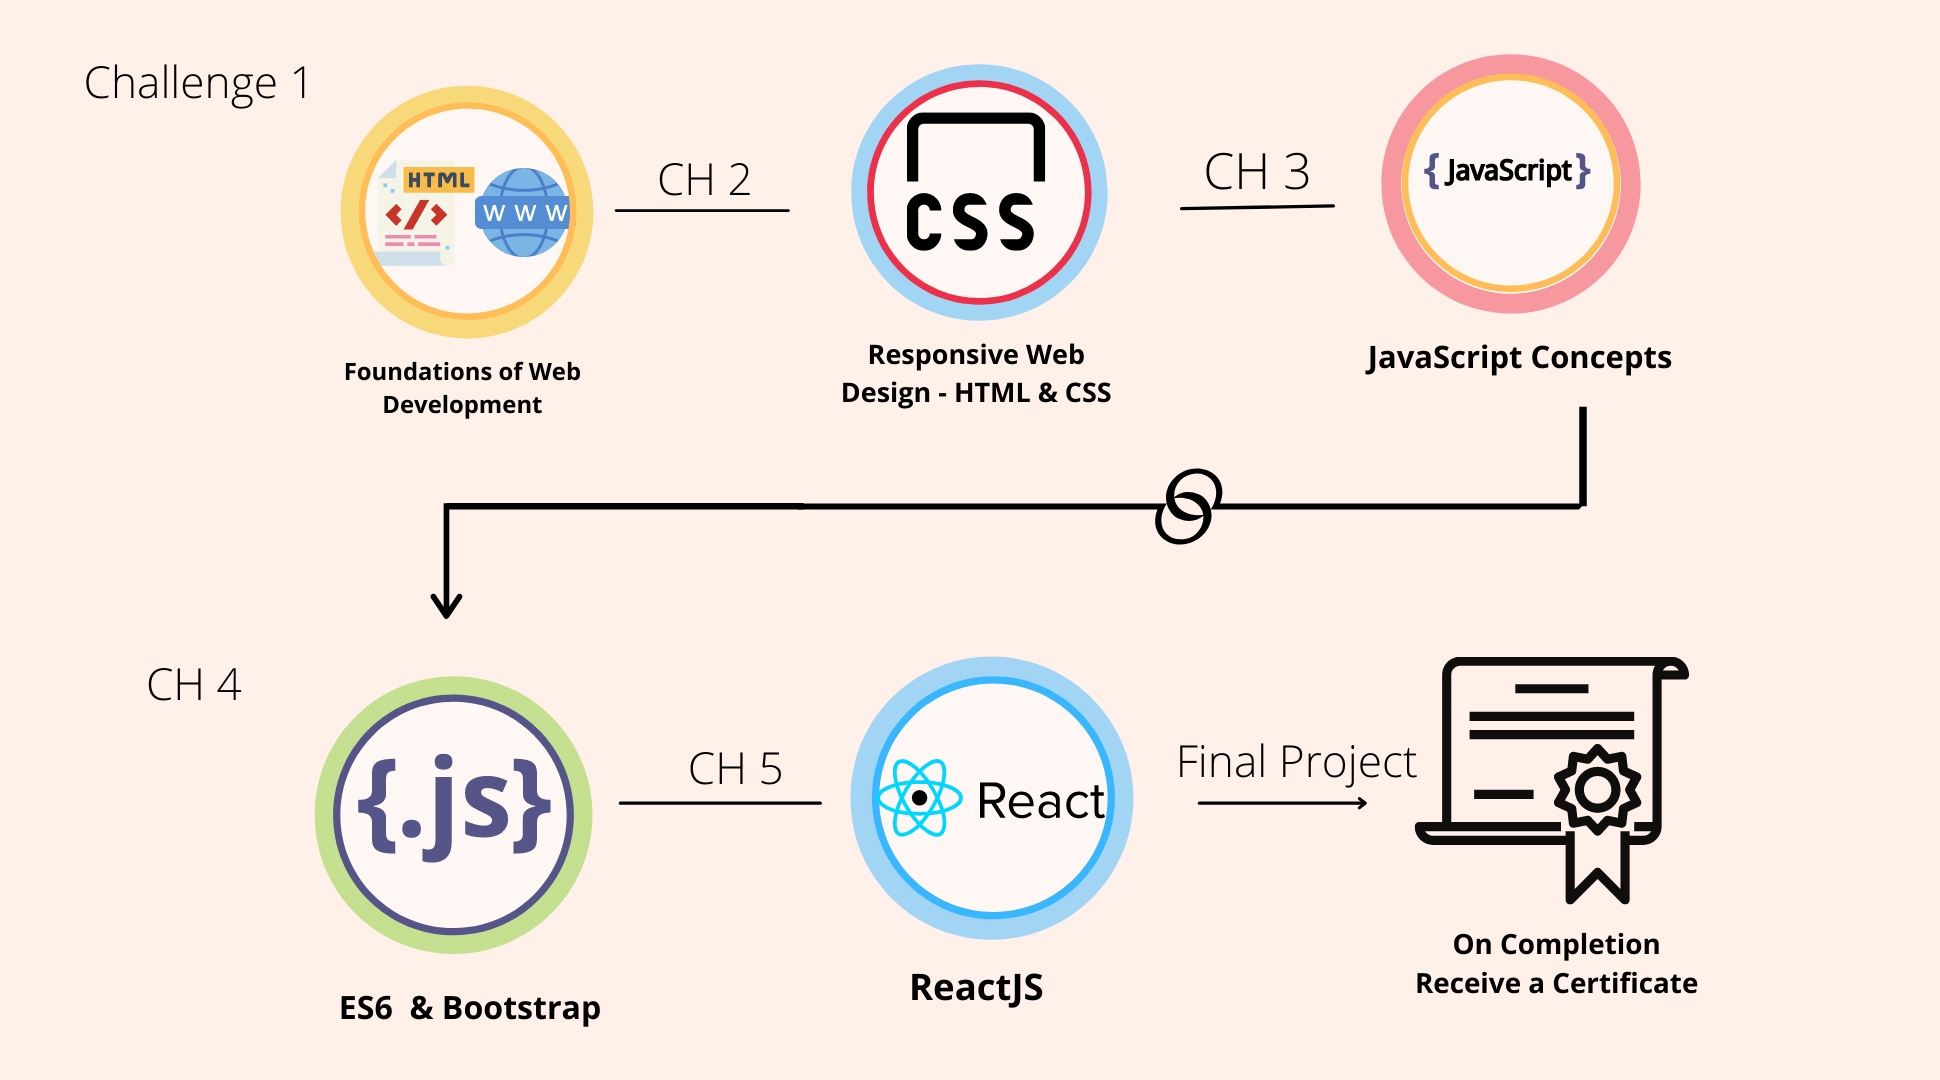 Challenge 1
HTML
</>
WWW
Foundations of Web
Development
CH 2
css
Responsive Web
Design - HTML & CSS
CH 3
{JavaScript}
JavaScript Concepts
CH 4
{.js}
ES6 & Bootstrap
CH 5
React
ReactJS
Final Project
On Completion
Receive a Certificate